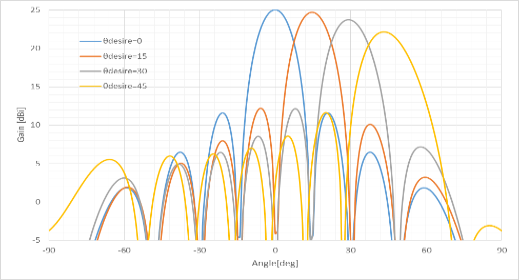 25
20
15
10
5
0
-5
Gain [dBi]
θdesire=0
θdesire=15
θdesire=30
θdesire=45
-90 -60 -30 0 30 60 90
Angle[deg]